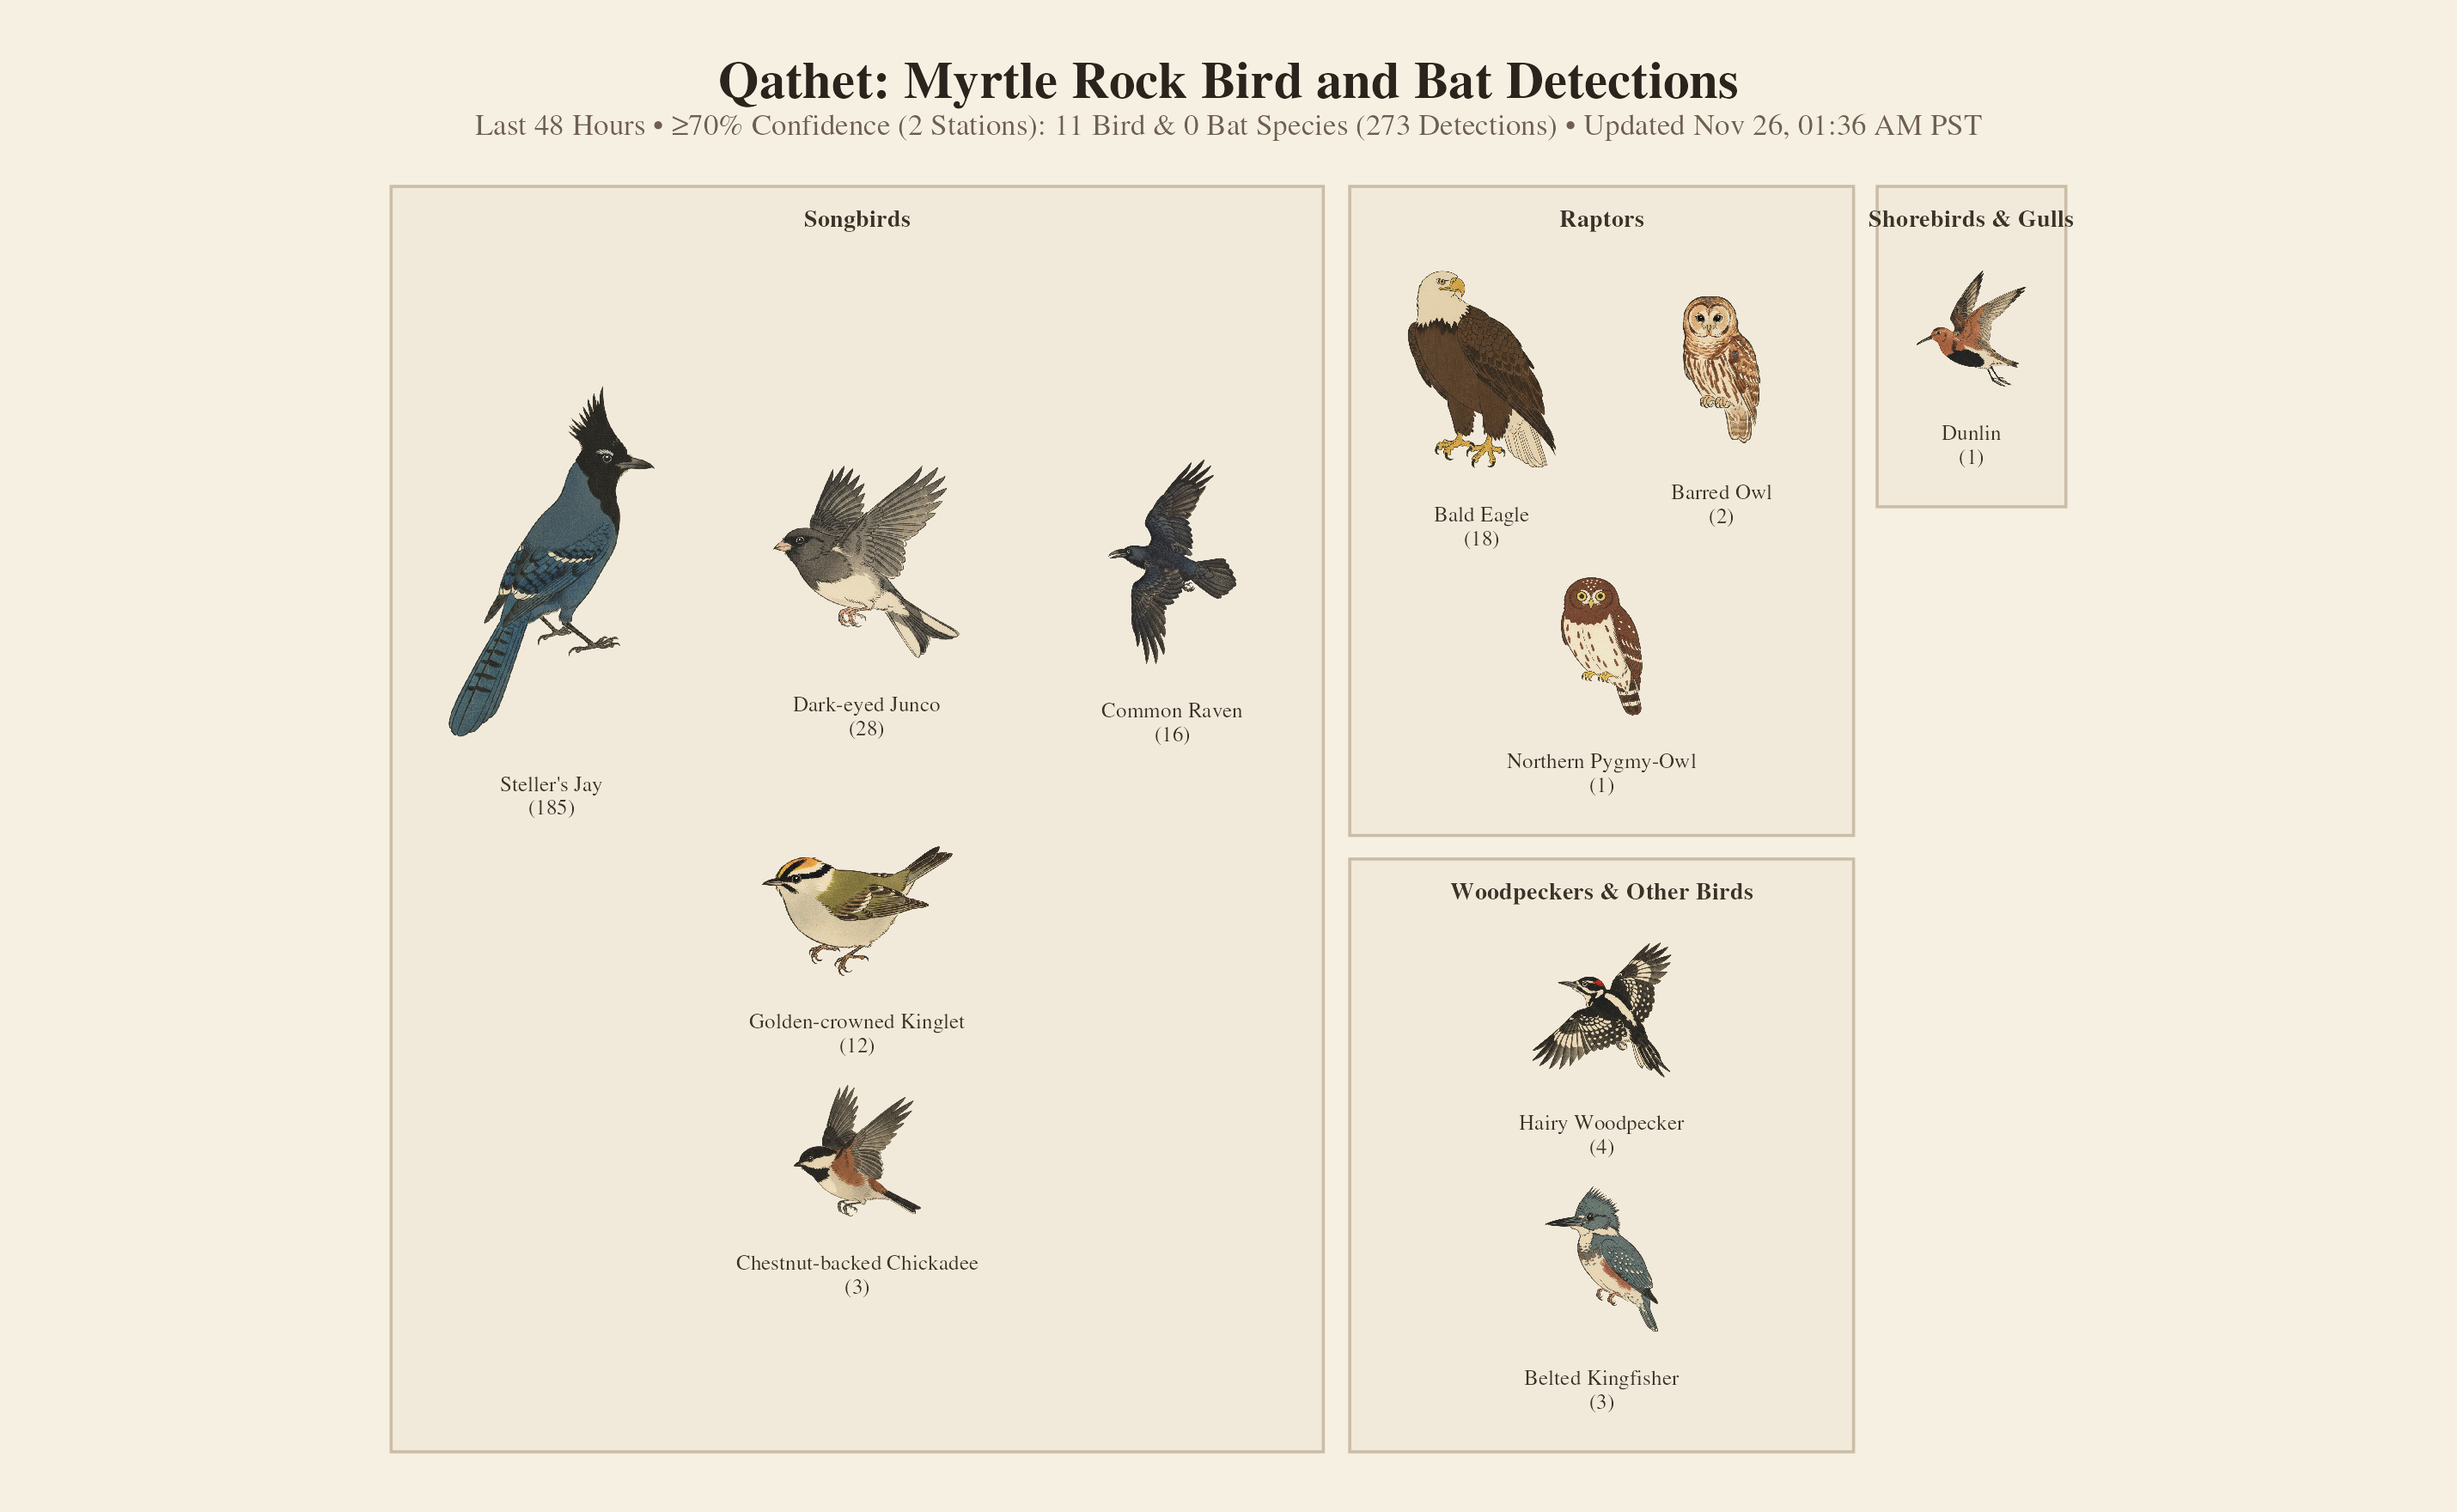 Qathet: Myrtle Rock Bird and Bat Detections
Last 48 Hours • ≥70% Confidence (2 Stations): 11 Bird & 0 Bat Species (273 Detections) • Updated Nov 26, 01:36 AM PST
Songbirds
Steller's Jay
(185)
Dark-eyed Junco
(28)
Common Raven
(16)
Golden-crowned Kinglet
(12)
Chestnut-backed Chickadee
(3)
Raptors
Bald Eagle
(18)
Barred Owl
(2)
Northern Pygmy-Owl
(1)
Woodpeckers & Other Birds
Hairy Woodpecker
(4)
Belted Kingfisher
(3)
Shorebirds & Gulls
Dunlin
(1)